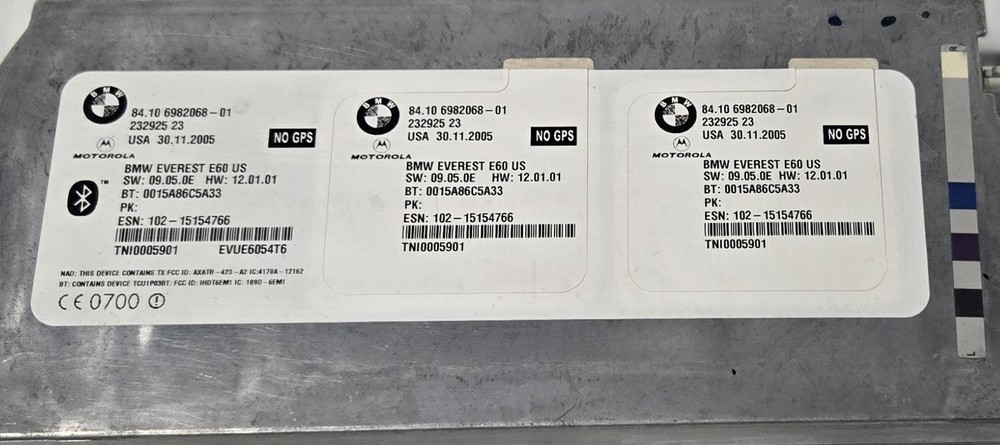 BMW
84.10 6982068-01
232925 23
USA 30.11.2005
NO GPS
MOTOROLA
BMW EVEREST E60 US
SW: 09.05.0E HW: 12.01.01
BT: 0015A86C5A33
PK:
ESN: 102-15154766
TNI0005901 EVUE6054T6
NAD: THIS DEVICE CONTAINS TX FCC ID: AXATR-423-A2 IC:4170A-12162
BT: CONTAINS DEVICE TCU1P03BT: FCC ID: IHDT6EM1 IC: 1090-6EM1
CE0700
BMW
84.10 6982068-01
232925 23
USA 30.11.2005
NO GPS
MOTOROLA
BMW EVEREST E60 US
SW: 09.05.0E HW: 12.01.01
BT: 0015A86C5A33
PK:
ESN: 102-15154766
TNI0005901
BMW
84.10 6982068-01
232925 23
USA 30.11.2005
NO GPS
MOTOROLA
BMW EVEREST E60 US
SW: 09.05.0E HW: 12.01.01
BT: 0015A86C5A33
PK:
ESN: 102-15154766
TNI0005901
R
L